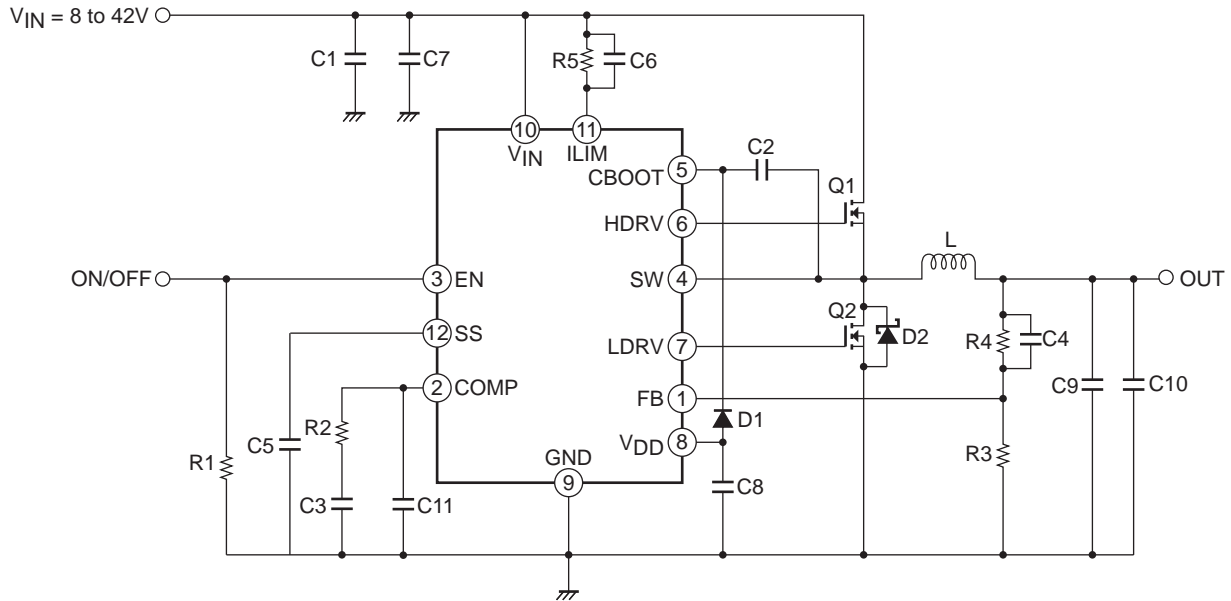 VIN = 8 to 42V
C1
C7
R5
C6
10
11
VIN
ILIM
C2
CBOOT
5
Q1
HDRV
6
L
ON/OFF
3
EN
SW
4
OUT
Q2
12
SS
LDRV
7
D2
R4
C4
2
COMP
C9
C10
FB
1
R2
D1
C5
VDD
8
R1
GND
R3
9
C8
C3
C11